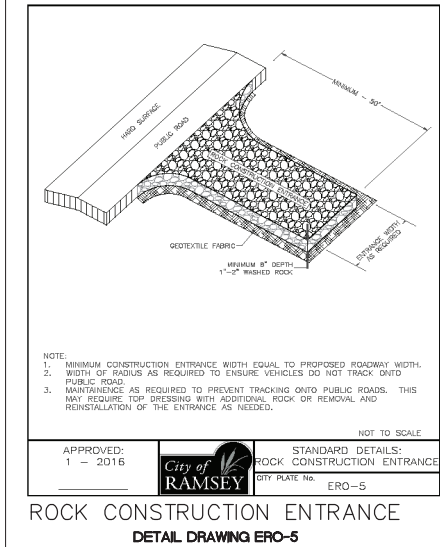 HARD SURFACE
PUBLIC ROAD
MINIMUM - 50'
ROCK CONSTRUCTION ENTRANCE
ENTRANCE WIDTH
AS REQUIRED
GEOTEXTILE FABRIC
MINIMUM 8" DEPTH
1"-2" WASHED ROCK
NOTE:
1. MINIMUM CONSTRUCTION ENTRANCE WIDTH EQUAL TO PROPOSED ROADWAY WIDTH.
2. WIDTH OF RADIUS AS REQUIRED TO ENSURE VEHICLES DO NOT TRACK ONTO
PUBLIC ROAD.
3. MAINTAINENCE AS REQUIRED TO PREVENT TRACKING ONTO PUBLIC ROADS. THIS
MAY REQUIRE TOP DRESSING WITH ADDITIONAL ROCK OR REMOVAL AND
REINSTALLATION OF THE ENTRANCE AS NEEDED.
NOT TO SCALE
APPROVED:
1 - 2016
City of
RAMSEY
STANDARD DETAILS:
ROCK CONSTRUCTION ENTRANCE
CITY PLATE No.
ERO-5
ROCK CONSTRUCTION ENTRANCE
DETAIL DRAWING ERO-5